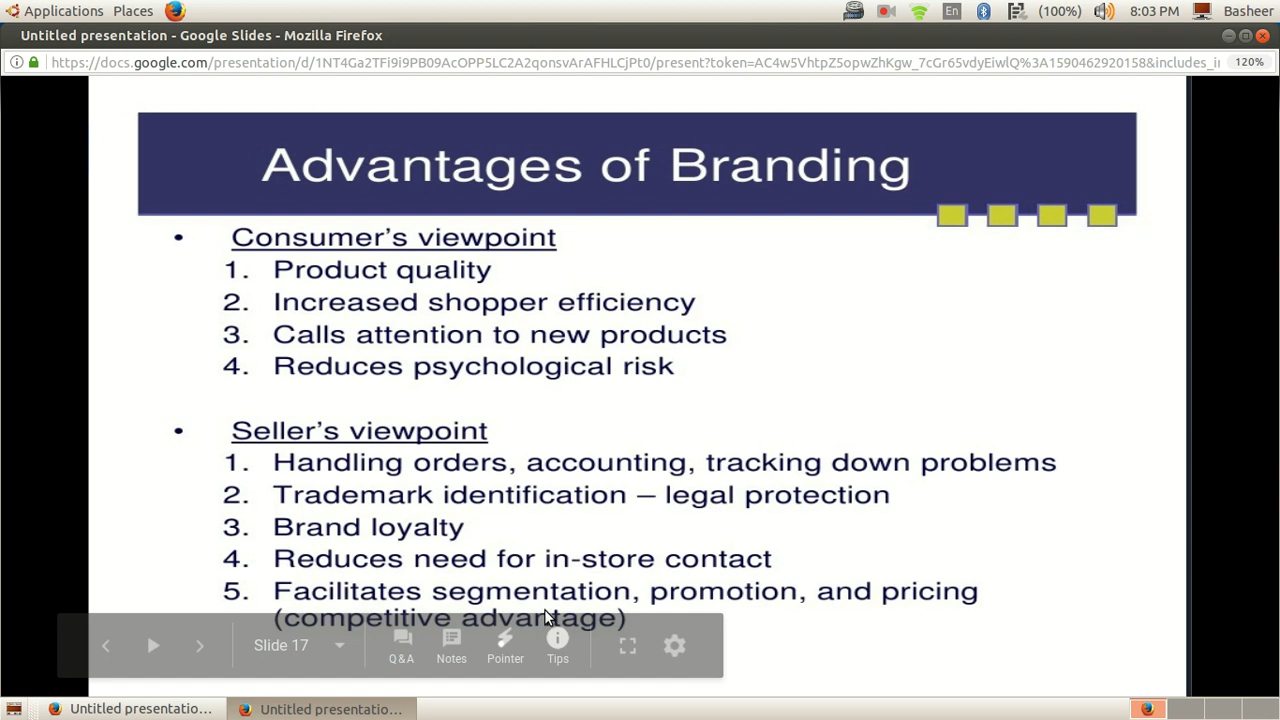 Applications Places En (100%) 8:03 PM Basheer
Untitled presentation - Google Slides - Mozilla Firefox
https://docs.google.com/presentation/d/1NT4Ga2TFi9i9PB09AcOPP5LC2A2qonsvArAFHLCjPt0/present?token=AC4w5VhtpZ5opwZhKgw_7cGr65vdyEiwlQ%3A1590462920158&includes_i 120%
Advantages of Branding
• Consumer's viewpoint
1. Product quality
2. Increased shopper efficiency
3. Calls attention to new products
4. Reduces psychological risk
• Seller's viewpoint
1. Handling orders, accounting, tracking down problems
2. Trademark identification – legal protection
3. Brand loyalty
4. Reduces need for in-store contact
5. Facilitates segmentation, promotion, and pricing
(competitive advantage)
Slide 17 Q&A Notes Pointer Tips
Untitled presentatio... Untitled presentatio...